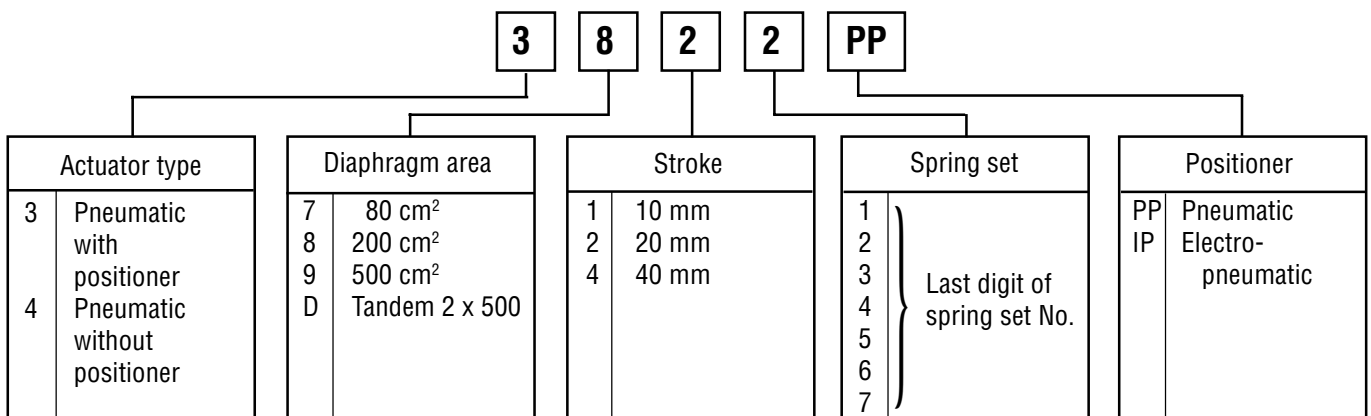 3 8 2 2 PP
Actuator type
3 Pneumatic
with
positioner
4 Pneumatic
without
positioner
Diaphragm area
7 80 cm²
8 200 cm²
9 500 cm²
D Tandem 2 x 500
Stroke
1 10 mm
2 20 mm
4 40 mm
Spring set
1
2
3
4
5
6
7
Last digit of
spring set No.
Positioner
PP Pneumatic
IP Electro-
pneumatic